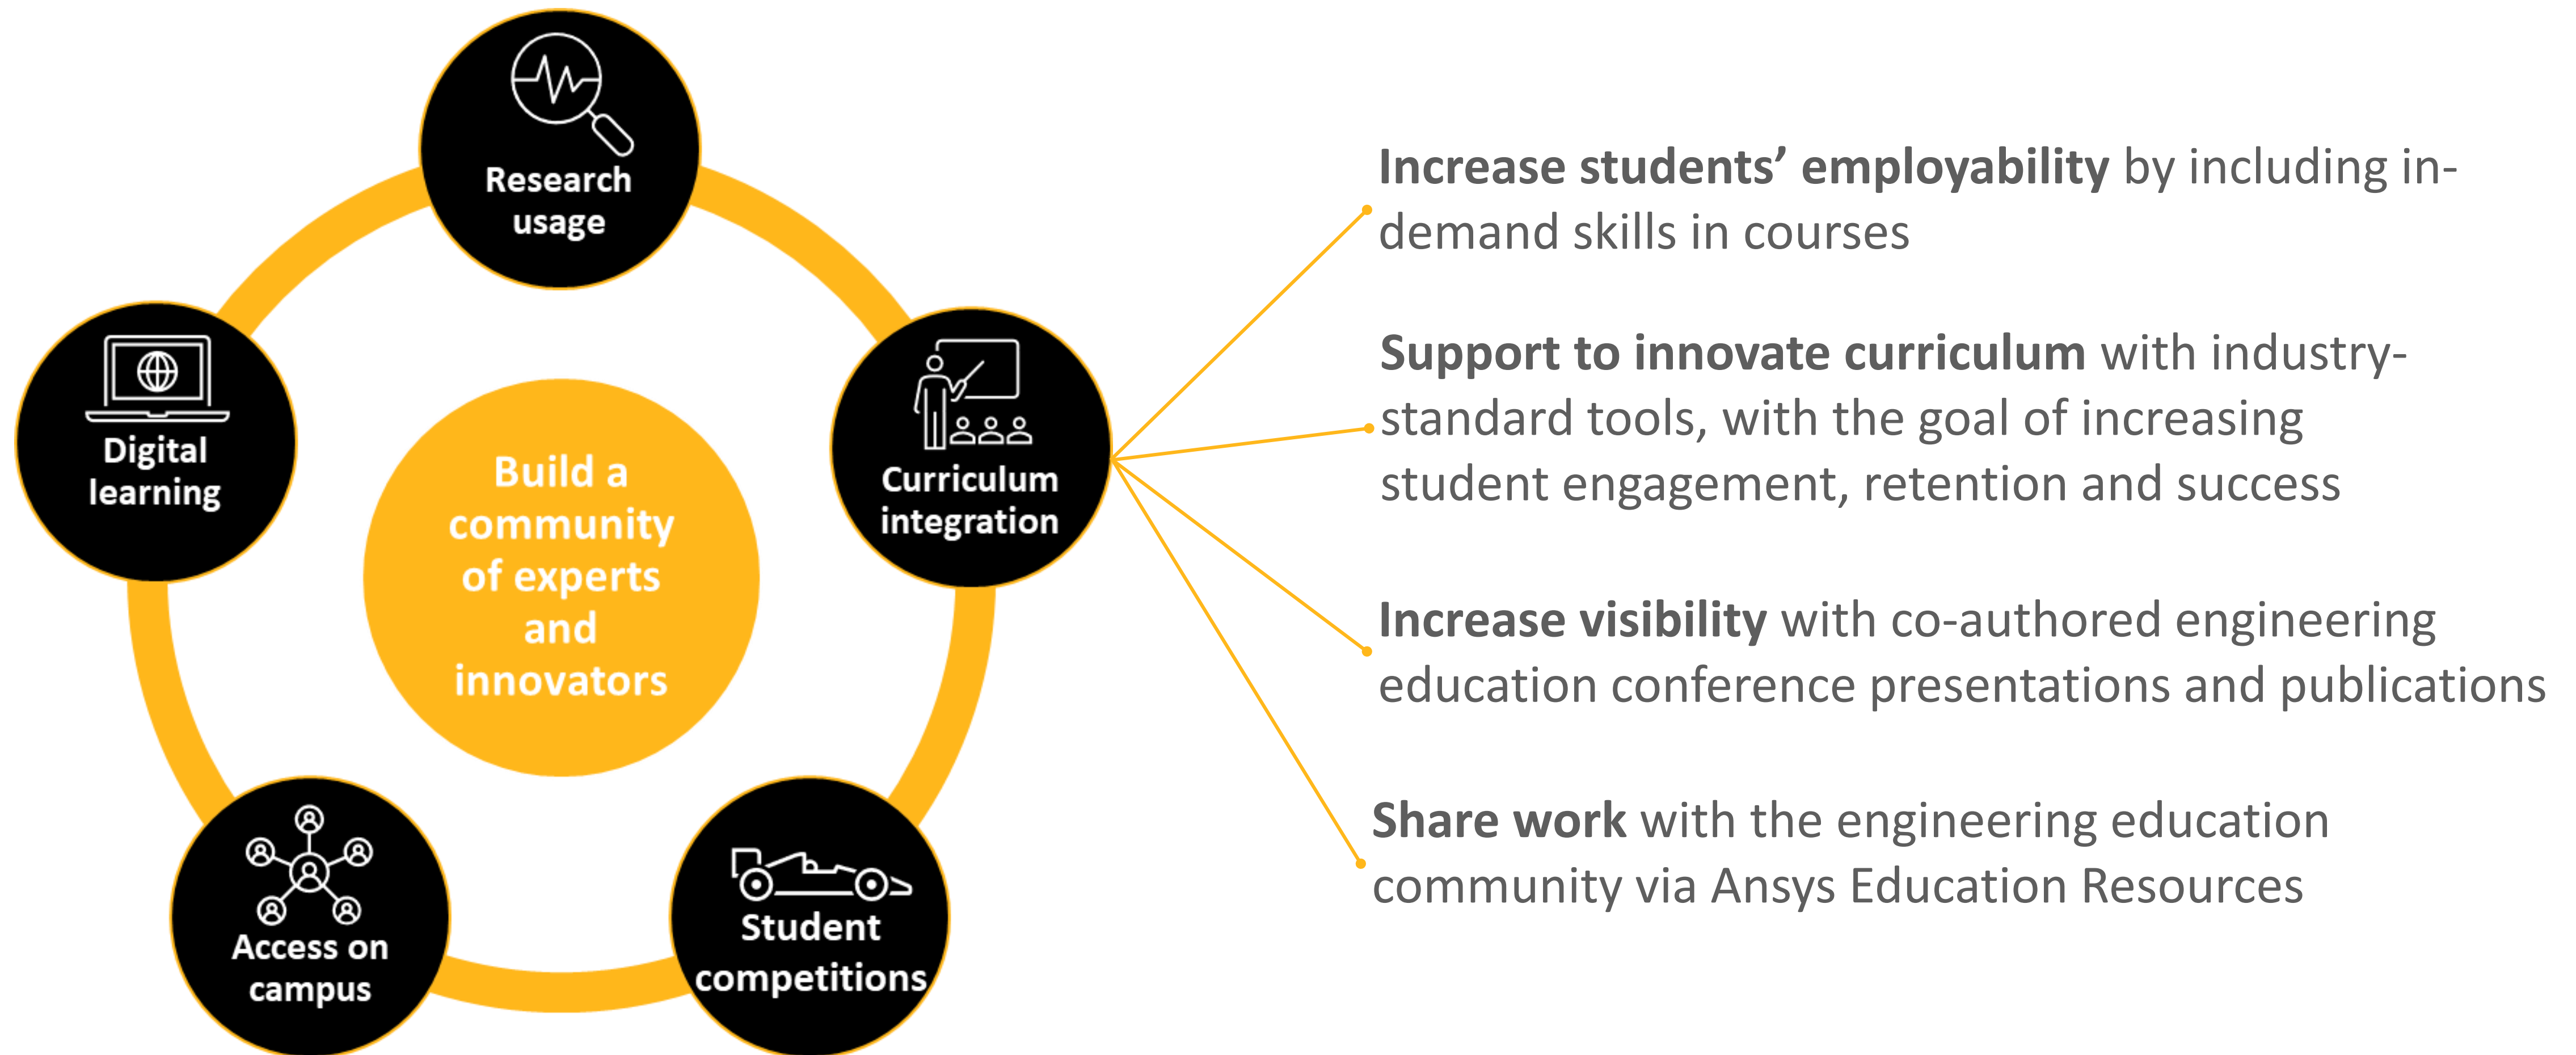 Research
usage
Digital
learning
Curriculum
integration
Build a
community
of experts
and
innovators
Access on
campus
Student
competitions
Increase students’ employability by including in-
demand skills in courses
Support to innovate curriculum with industry-
standard tools, with the goal of increasing
student engagement, retention and success
Increase visibility with co-authored engineering
education conference presentations and publications
Share work with the engineering education
community via Ansys Education Resources